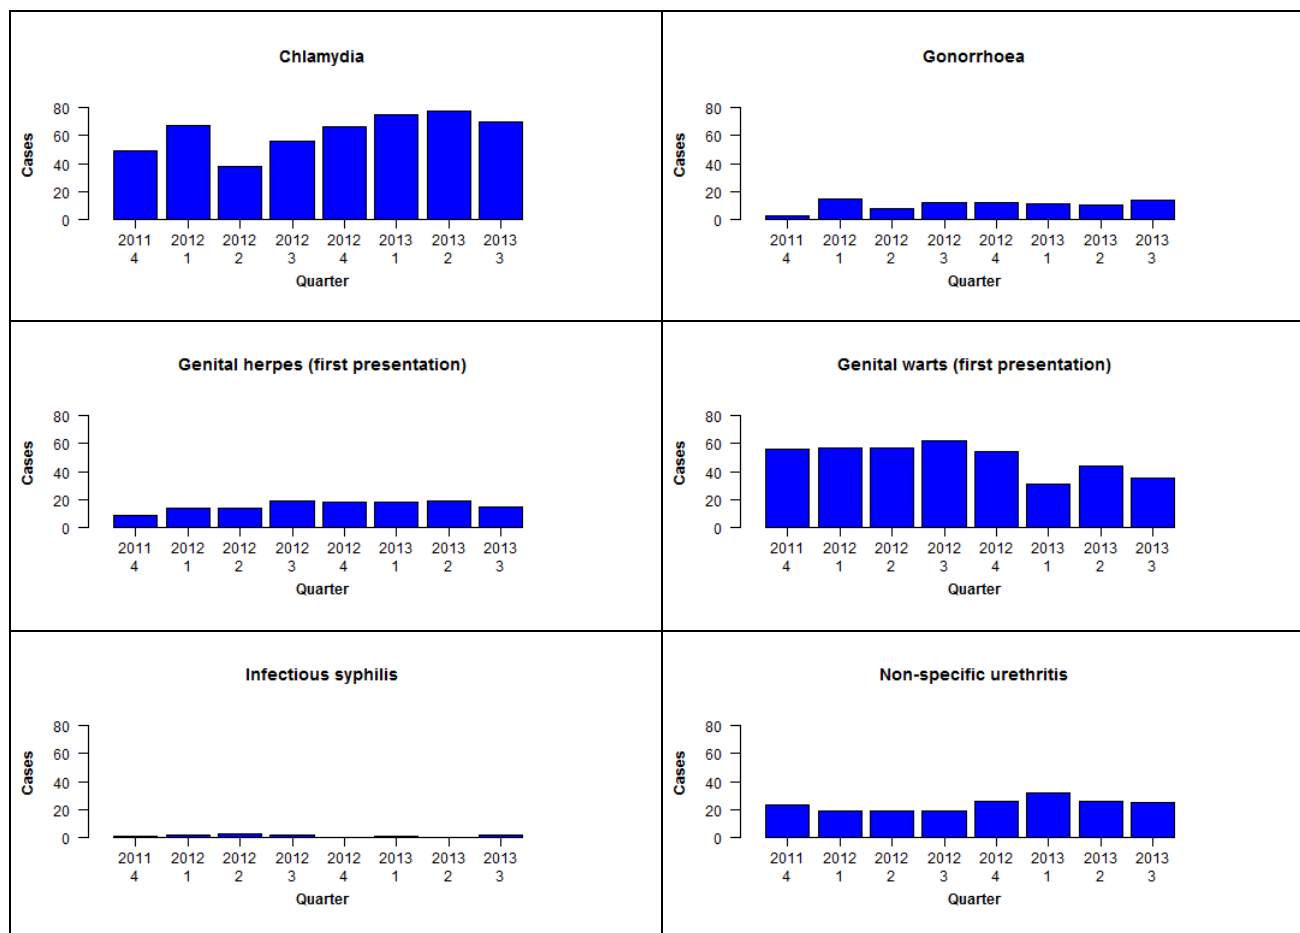 Chlamydia
80
60
40
20
0
Cases
2011 2012 2012 2012 2012 2013 2013 2013
4 1 2 3 4 1 2 3
Quarter
Gonorrhoea
80
60
40
20
0
Cases
2011 2012 2012 2012 2012 2013 2013 2013
4 1 2 3 4 1 2 3
Quarter
Genital herpes (first presentation)
80
60
40
20
0
Cases
2011 2012 2012 2012 2012 2013 2013 2013
4 1 2 3 4 1 2 3
Quarter
Genital warts (first presentation)
80
60
40
20
0
Cases
2011 2012 2012 2012 2012 2013 2013 2013
4 1 2 3 4 1 2 3
Quarter
Infectious syphilis
80
60
40
20
0
Cases
2011 2012 2012 2012 2012 2013 2013 2013
4 1 2 3 4 1 2 3
Quarter
Non-specific urethritis
80
60
40
20
0
Cases
2011 2012 2012 2012 2012 2013 2013 2013
4 1 2 3 4 1 2 3
Quarter